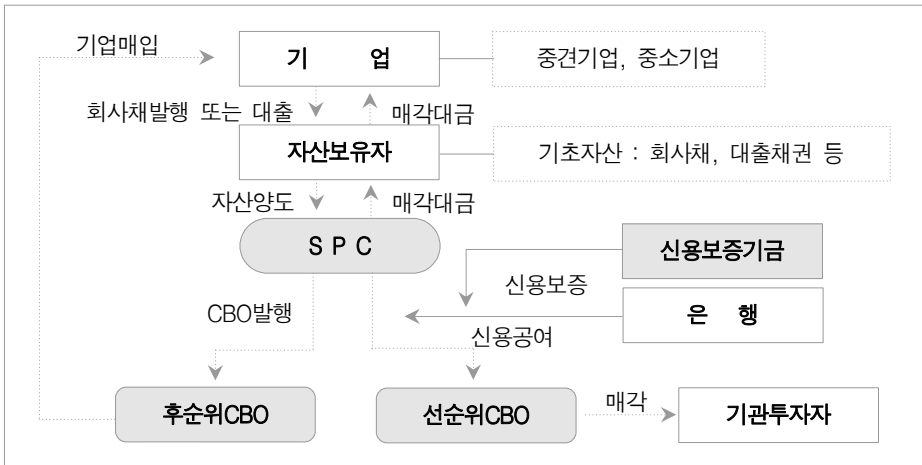 기업매입
기 업
중견기업, 중소기업
회사채발행 또는 대출
매각대금
자산보유자
기초자산 : 회사채, 대출채권 등
자산양도
매각대금
S P C
신용보증기금
신용보증
CBO발행
은 행
신용공여
후순위CBO
선순위CBO
매각
기관투자자